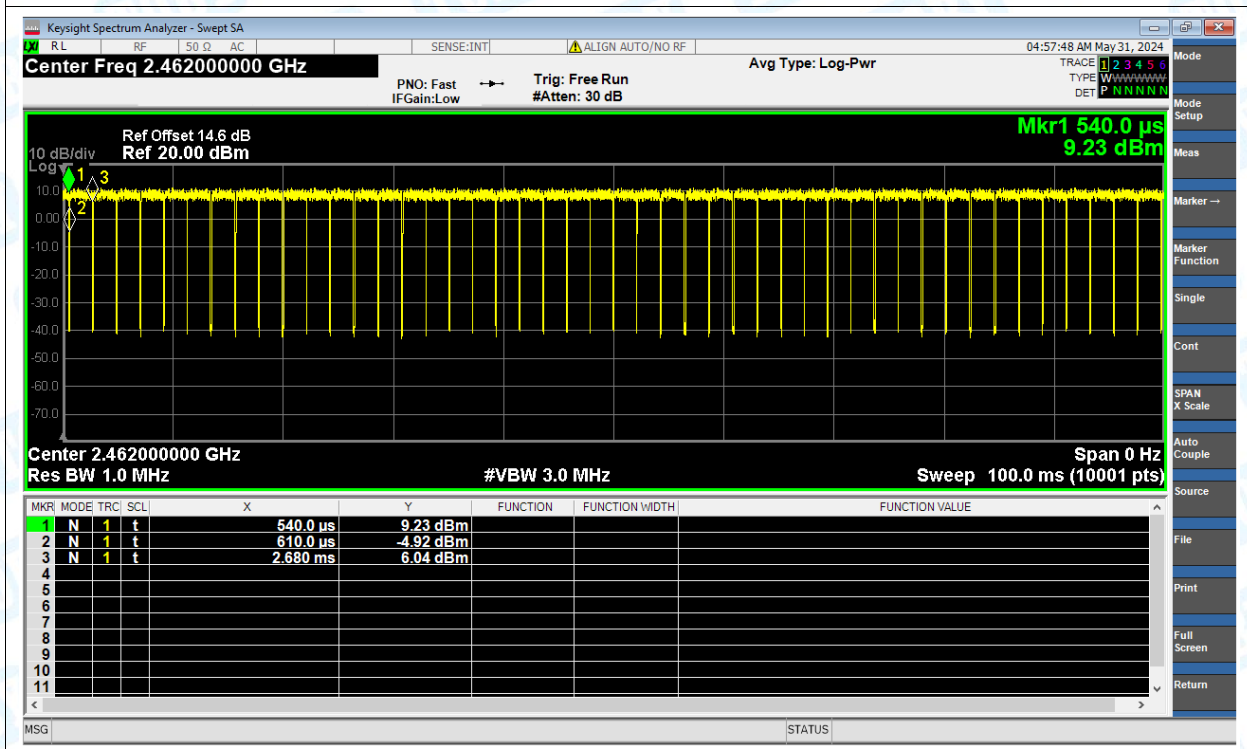 Keysight Spectrum Analyzer - Swept SA
LXI RL RF 50 Ω AC SENSE:INT ALIGN AUTO/NO RF 04:57:48 AM May 31, 2024
Center Freq 2.462000000 GHz
PNO: Fast
IFGain:Low
Trig: Free Run
#Atten: 30 dB
Avg Type: Log-Pwr
TRACE 1 2 3 4 5 6
TYPE WWWWWW
DET P N N N N N
Ref Offset 14.6 dB
Ref 20.00 dBm
10 dB/div
Log
Mkr1 540.0 µs
9.23 dBm
1
3
2
10.0
0.00
-10.0
-20.0
-30.0
-40.0
-50.0
-60.0
-70.0
Center 2.462000000 GHz Span 0 Hz
Res BW 1.0 MHz #VBW 3.0 MHz Sweep 100.0 ms (10001 pts)
MKR MODE TRC SCL X Y FUNCTION FUNCTION WIDTH FUNCTION VALUE
1 N 1 t 540.0 µs 9.23 dBm
2 N 1 t 610.0 µs -4.92 dBm
3 N 1 t 2.680 ms 6.04 dBm
4
5
6
7
8
9
10
11
MSG STATUS
Mode
Mode
Setup
Meas
Marker →
Marker
Function
Single
Cont
SPAN
X Scale
Auto
Couple
Source
File
Print
Full
Screen
Return